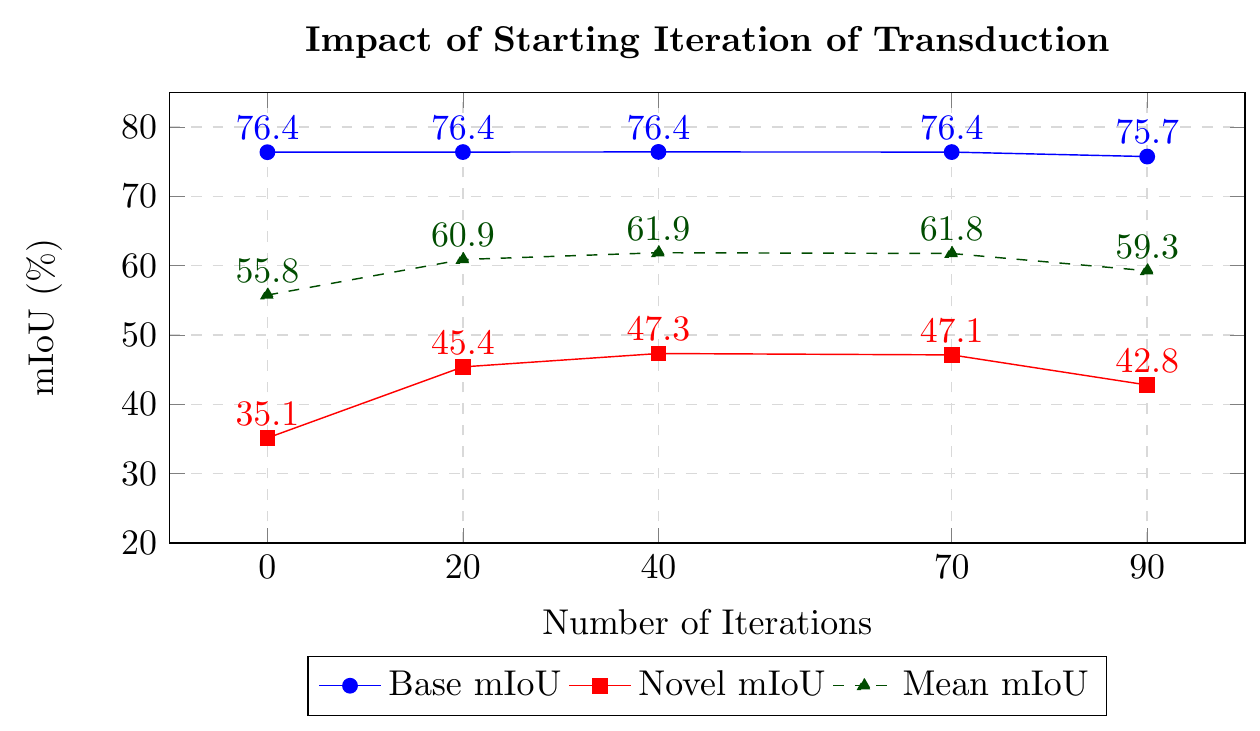 Impact of Starting Iteration of Transduction
mIoU (%)
80
70
60
50
40
30
20
76.4 76.4 76.4 76.4 75.7
55.8 60.9 61.9 61.8 59.3
35.1 45.4 47.3 47.1 42.8
0 20 40 70 90
Number of Iterations
Base mIoU Novel mIoU Mean mIoU